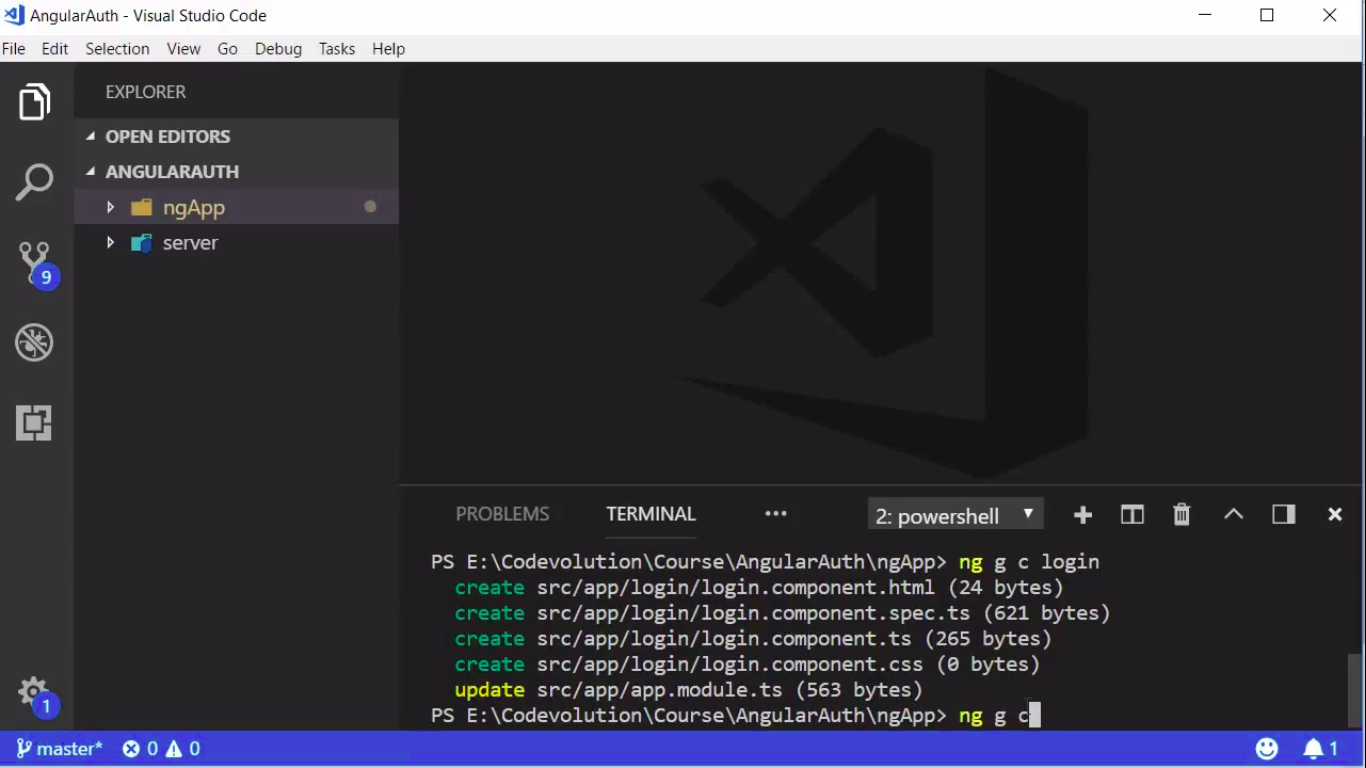 AngularAuth - Visual Studio Code
File Edit Selection View Go Debug Tasks Help
EXPLORER
OPEN EDITORS
ANGULARAUTH
ngApp
server
9
1
PROBLEMS TERMINAL ••• 2: powershell
PS E:\Codevolution\Course\AngularAuth\ngApp> ng g c login
create src/app/login/login.component.html (24 bytes)
create src/app/login/login.component.spec.ts (621 bytes)
create src/app/login/login.component.ts (265 bytes)
create src/app/login/login.component.css (0 bytes)
update src/app/app.module.ts (563 bytes)
PS E:\Codevolution\Course\AngularAuth\ngApp> ng g c
master* 0 0 1